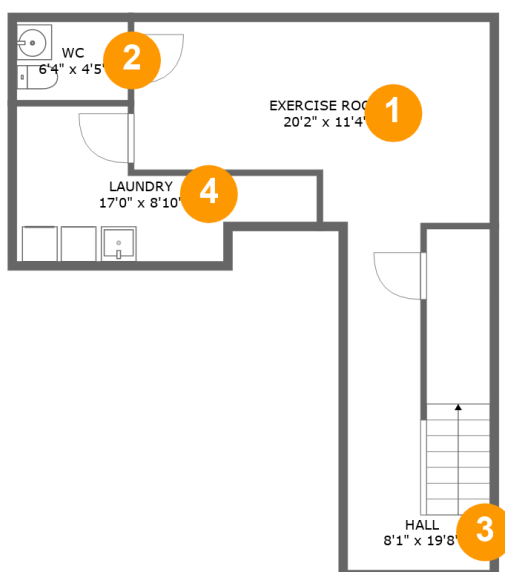 WC
6'4" x 4'5"
2
EXERCISE
20'2" x 11'4"
1
LAUNDRY
17'0" x 8'10"
4
HALL
8'1" x 19'8"
3